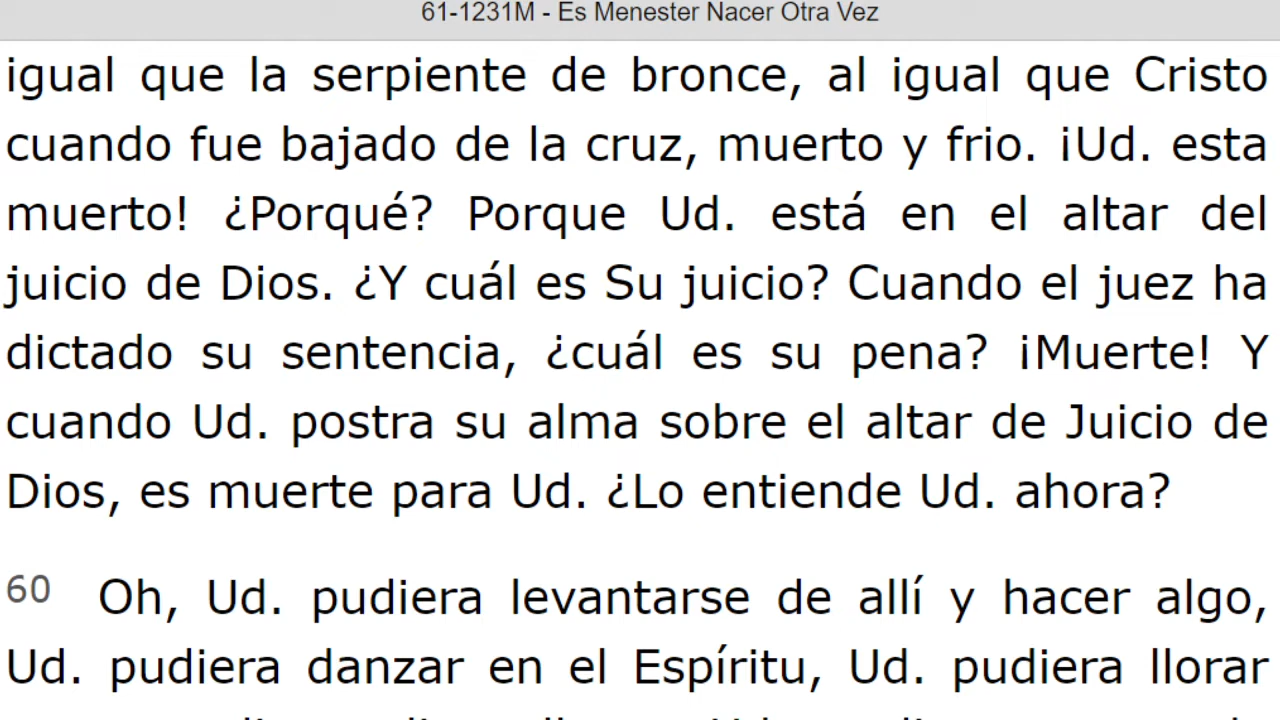 61-1231M - Es Menester Nacer Otra Vez
igual que la serpiente de bronce, al igual que Cristo
cuando fue bajado de la cruz, muerto y frio. ¡Ud. esta
muerto! ¿Porqué? Porque Ud. está en el altar del
juicio de Dios. ¿Y cuál es Su juicio? Cuando el juez ha
dictado su sentencia, ¿cuál es su pena? ¡Muerte! Y
cuando Ud. postra su alma sobre el altar de Juicio de
Dios, es muerte para Ud. ¿Lo entiende Ud. ahora?
60 Oh, Ud. pudiera levantarse de allí y hacer algo,
Ud. pudiera danzar en el Espíritu, Ud. pudiera llorar